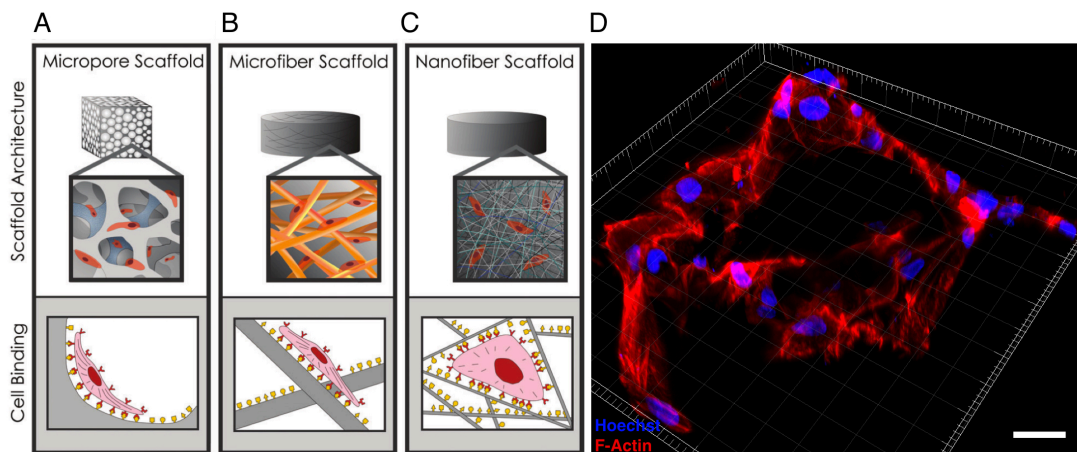 A
B
C
D
Micropore Scaffold
Microfiber Scaffold
Nanofiber Scaffold
Scaffold Architecture
Cell Binding
Hoechst
F-Actin